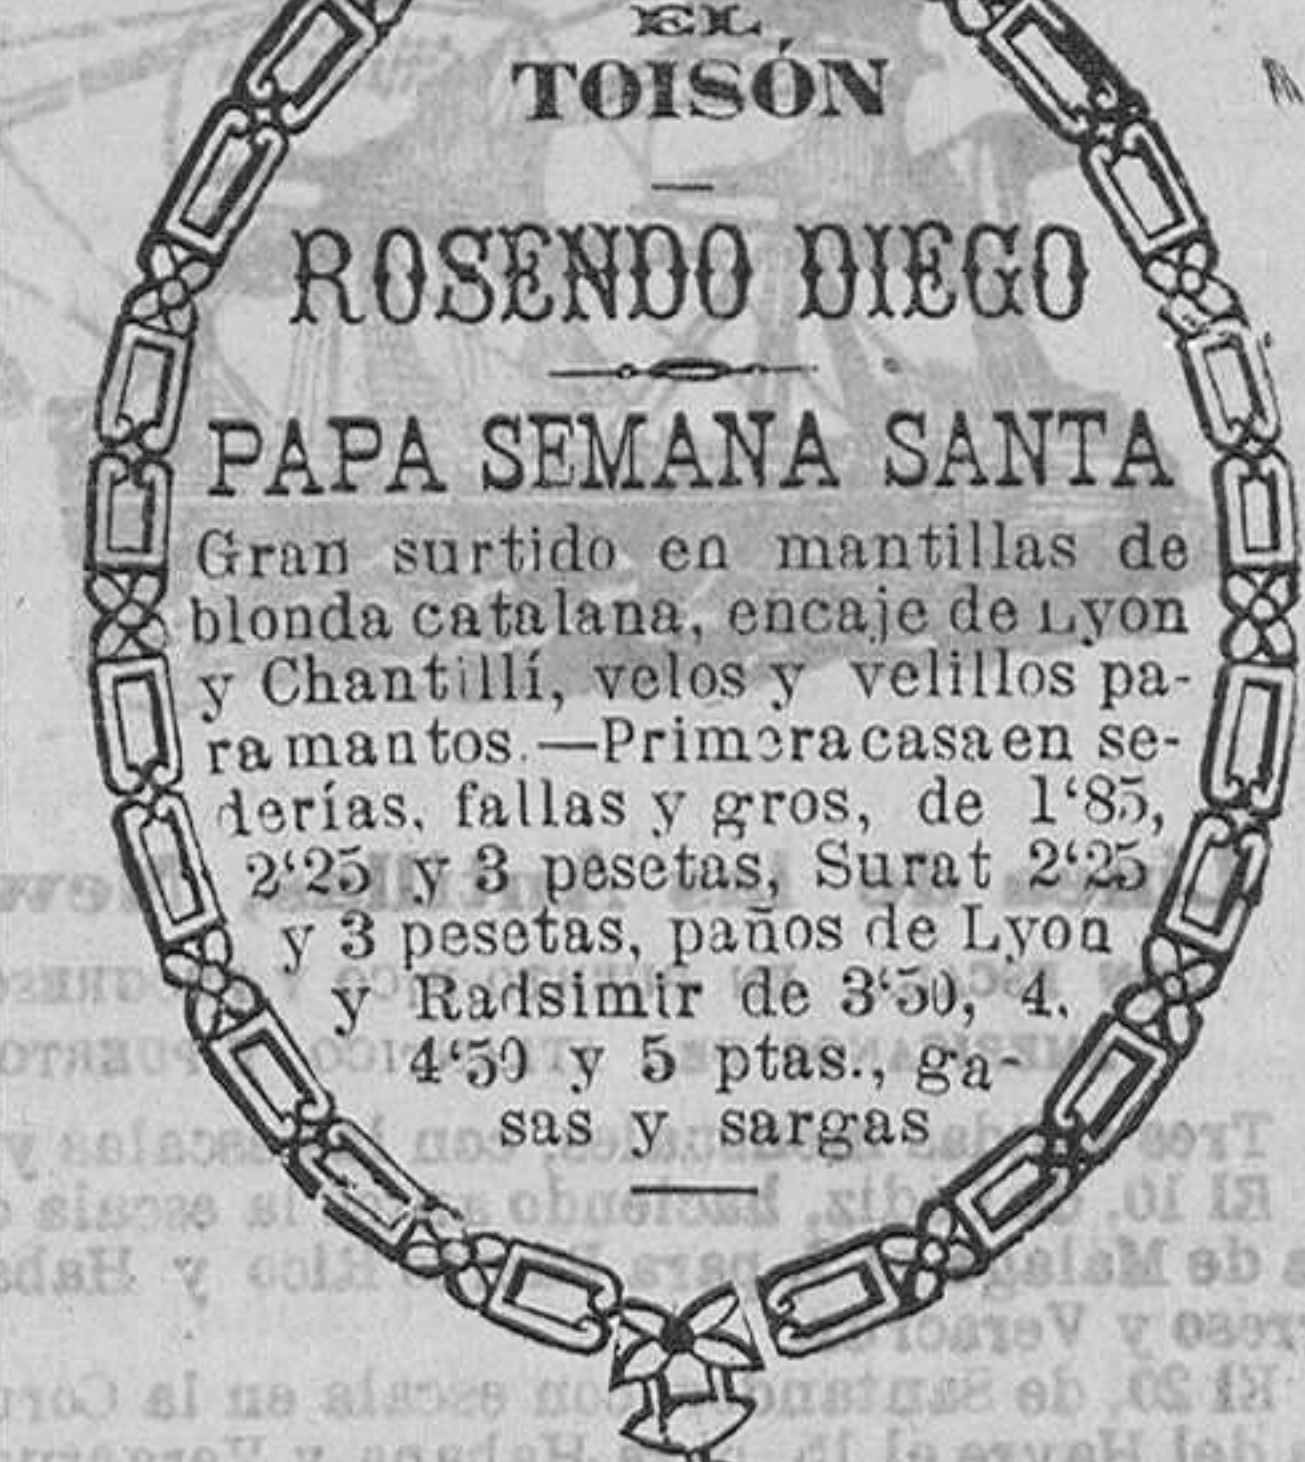 EL
TOISÓN
ROSENDO DIEGO
PAPA SEMANA SANTA
Gran surtido en mantillas de
blonda catalana, encaje de Lyon
y Chantillí, velos y velillos pa-
ra mantos.—Primera casa en se-
derías, fallas y gros, de 1‘85,
2‘25 y 3 pesetas, Surat 2‘25
y 3 pesetas, paños de Lyon
y Radsimir de 3‘50, 4,
4‘50 y 5 ptas., ga-
sas y sargas